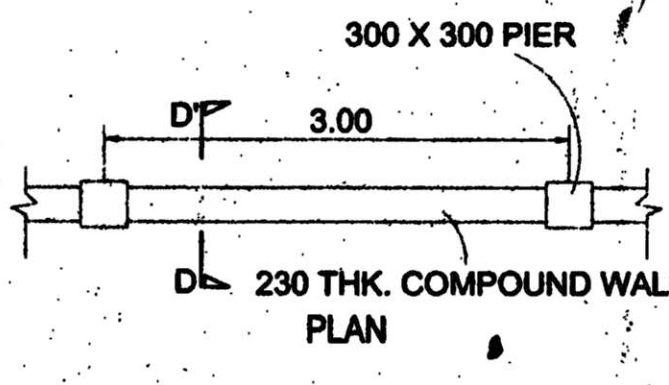 300 X 300 PIER
D'
3.00
D
230 THK. COMPOUND WAL
PLAN